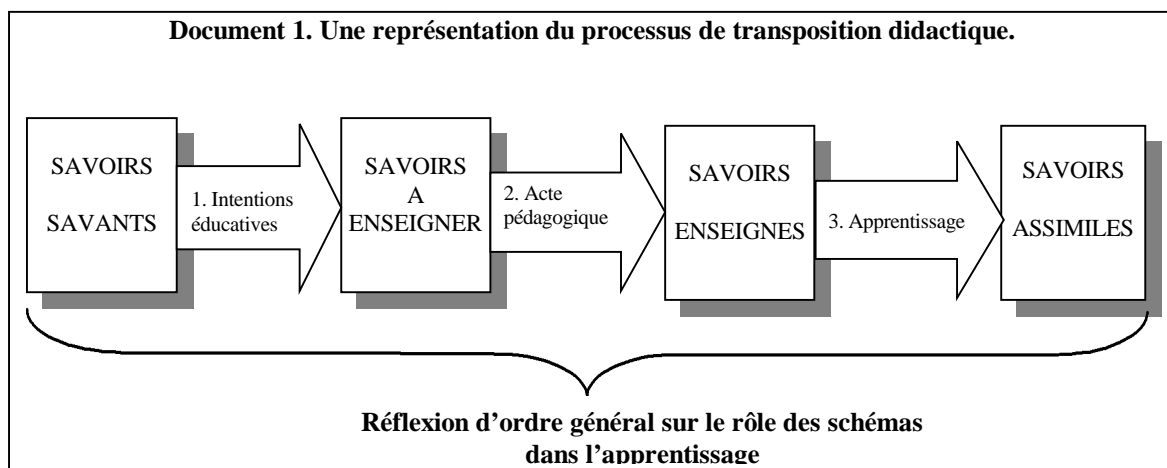 Document 1. Une représentation du processus de transposition didactique.
SAVOIRS
SAVANTS
1. Intentions
éducatives
SAVOIRS
A
ENSEIGNER
2. Acte
pédagogique
SAVOIRS
ENSEIGNES
3. Apprentissage
SAVOIRS
ASSIMILES
Réflexion d'ordre général sur le rôle des schémas
dans l'apprentissage